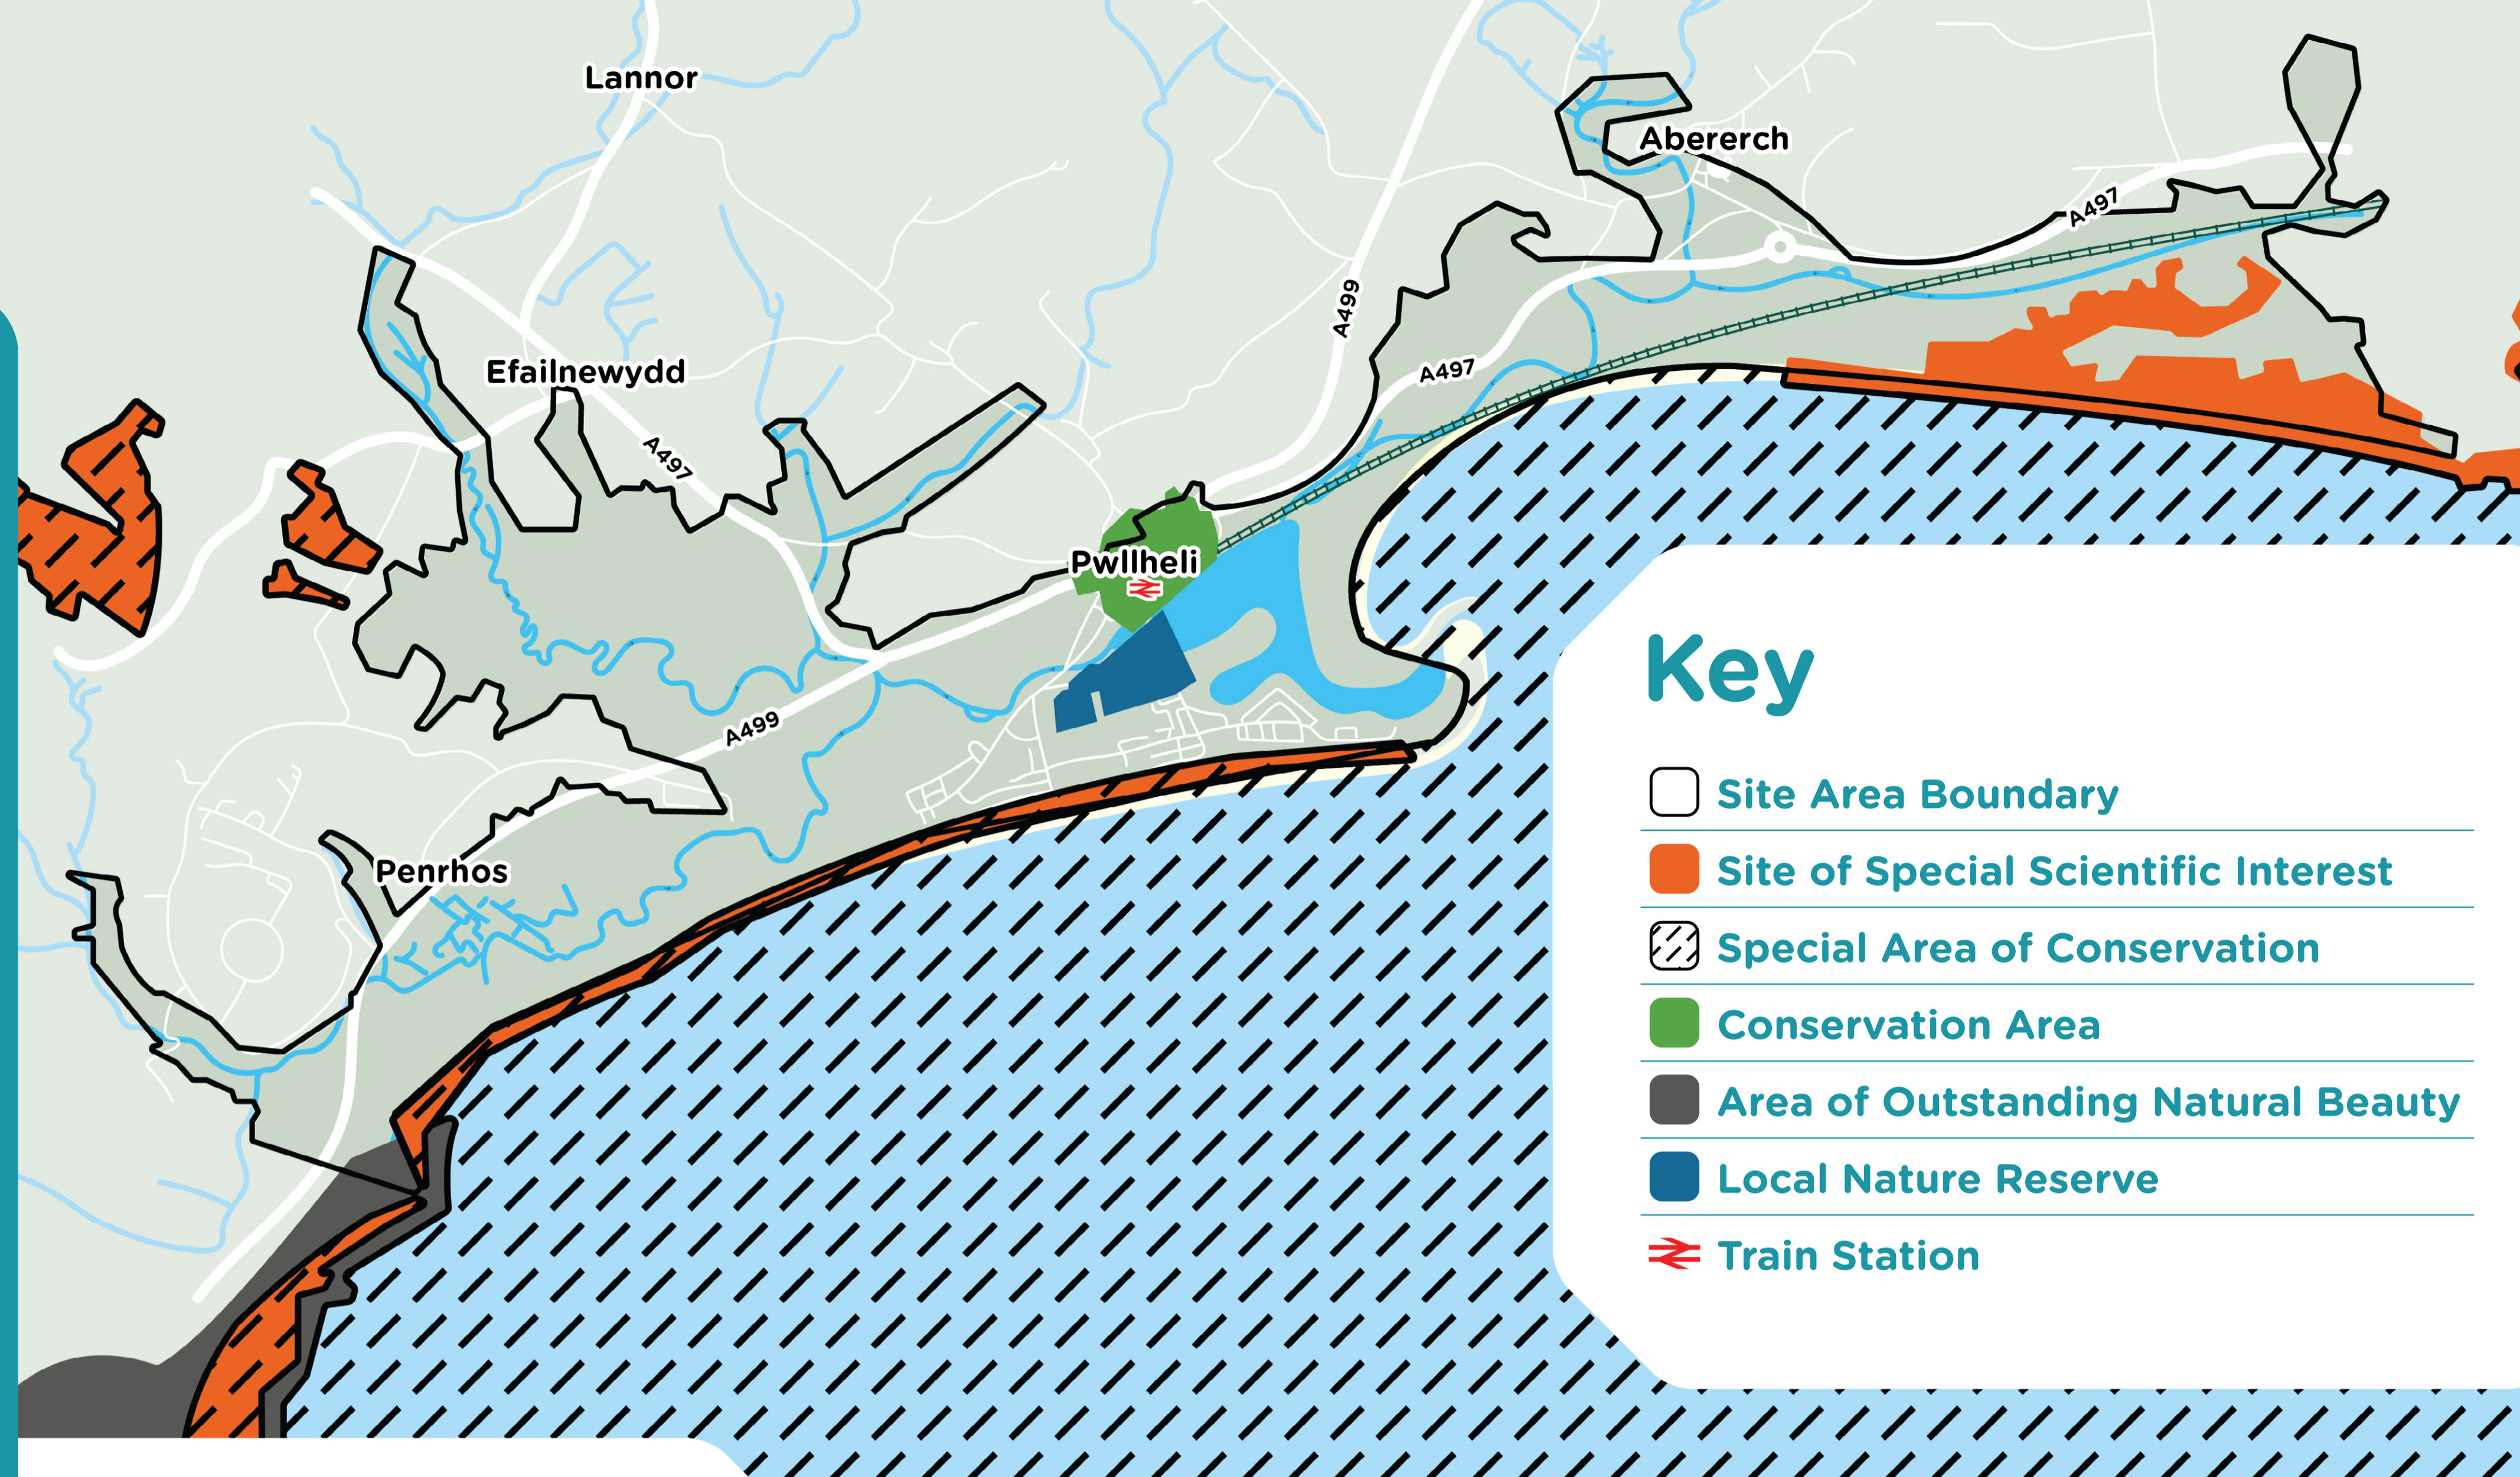 Lannor
Abererch
A497
A499
Efailnewydd
A497
A497
Pwllheli
A499
Penrhos
Key
Site Area Boundary
Site of Special Scientific Interest
Special Area of Conservation
Conservation Area
Area of Outstanding Natural Beauty
Local Nature Reserve
Train Station